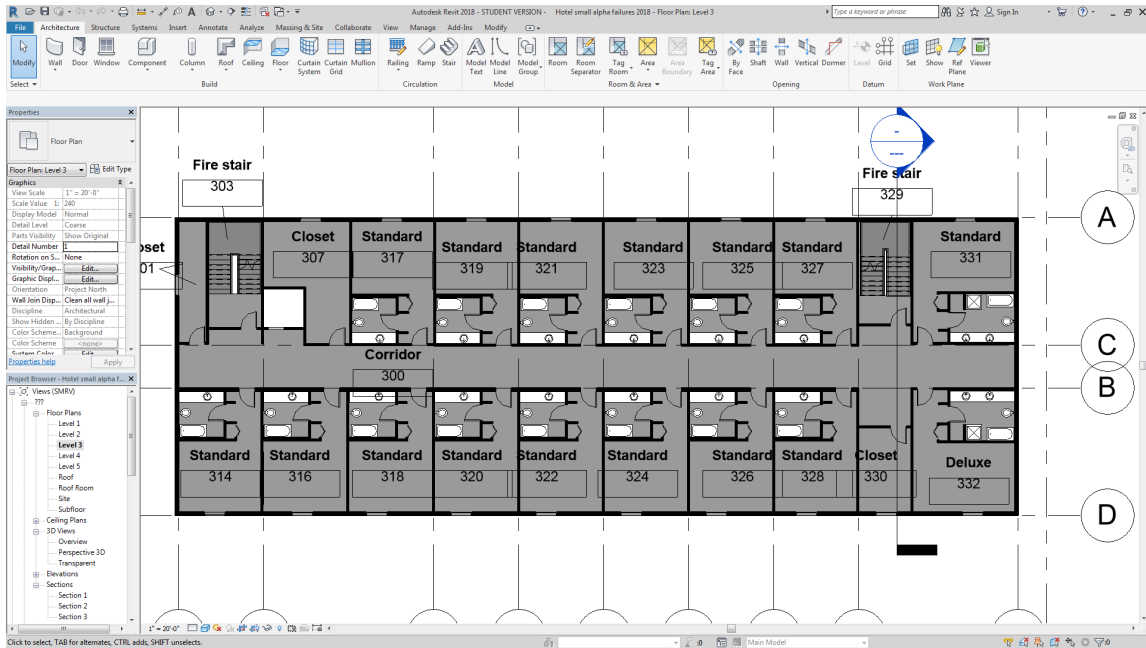 Autodesk Revit 2018 - STUDENT VERSION - Hotel small alpha failures 2018 - Floor Plan: Level 3
Type a keyword or phrase
Sign In
File Architecture Structure Systems Insert Annotate Analyze Massing & Site Collaborate View Manage Add-Ins Modify
Modify Wall Door Window Component Column Roof Ceiling Floor Curtain System Curtain Grid Mullion Railing Ramp Stair Model Text Model Line Model Group Room Room Separator Tag Room Area Area Boundary Tag Area By Face Shaft Wall Vertical Dormer Level Grid Set Show Ref Plane Viewer
Select Build Circulation Model Room & Area Opening Datum Work Plane
Properties
Floor Plan
Floor Plan: Level 3
Edit Type
Graphics
View Scale 1" = 20'-0"
Scale Value 1: 240
Display Model Normal
Detail Level Coarse
Parts Visibility Show Original
Detail Number 1
Rotation on S... None
Visibility/Grap... Edit...
Graphic Displ... Edit...
Orientation Project North
Wall Join Disp... Clean all wall j...
Discipline Architectural
Show Hidden ... By Discipline
Color Scheme... Background
Color Scheme <none>
System Color Edit
Properties help
Apply
Project Browser - Hotel small alpha f...
Views (SMRV)
???
Floor Plans
Level 1
Level 2
Level 3
Level 4
Level 5
Roof
Roof Room
Site
Subfloor
Ceiling Plans
3D Views
Overview
Perspective 3D
Transparent
Elevations
Sections
Section 1
Section 2
Section 3
Fire stair
303
Fire stair
329
oset
01
Closet
307
Standard
317
Standard
319
Standard
321
Standard
323
Standard
325
Standard
327
Standard
331
Corridor
300
Standard
314
Standard
316
Standard
318
Standard
320
Standard
322
Standard
324
Standard
326
Standard
328
Closet
330
Deluxe
332
A
C
B
D
1" = 20'-0"
Click to select, TAB for alternates, CTRL adds, SHIFT unselects.
:0
Main Model
:0